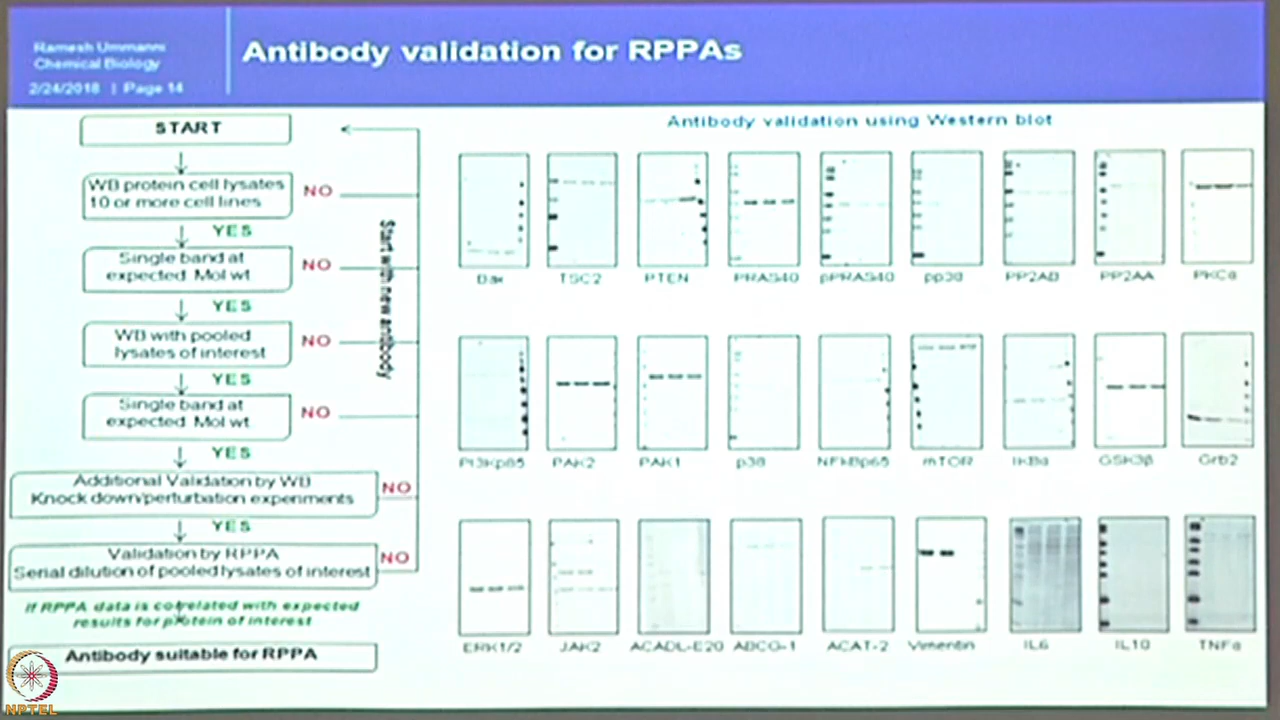 Ramesh Ummanni
Chemical Biology
2/24/2018 | Page 14
Antibody validation for RPPAs
START
WB protein cell lysates
10 or more cell lines
NO
YES
Single band at
expected Mol wt
NO
YES
WB with pooled
lysates of interest
NO
YES
Single band at
expected Mol wt
NO
YES
Additional Validation by WB
Knock down/perturbation experiments
NO
YES
Validation by RPPA
Serial dilution of pooled lysates of interest
NO
If RPPA data is correlated with expected
results for protein of interest
Antibody suitable for RPPA
Start with new antibody
Antibody validation using Western blot
Bax TSC2 PTEN PRAS40 pPRAS40 pp38 PP2AB PP2AA PKCα
PI3Kp85 PAK2 PAK1 p38 NFkBp65 mTOR IKBα GSK3β Grb2
ERK1/2 JAK2 ACADL-E20 ABCG-1 ACAT-2 Vimentin IL6 IL10 TNFα
NPTEL